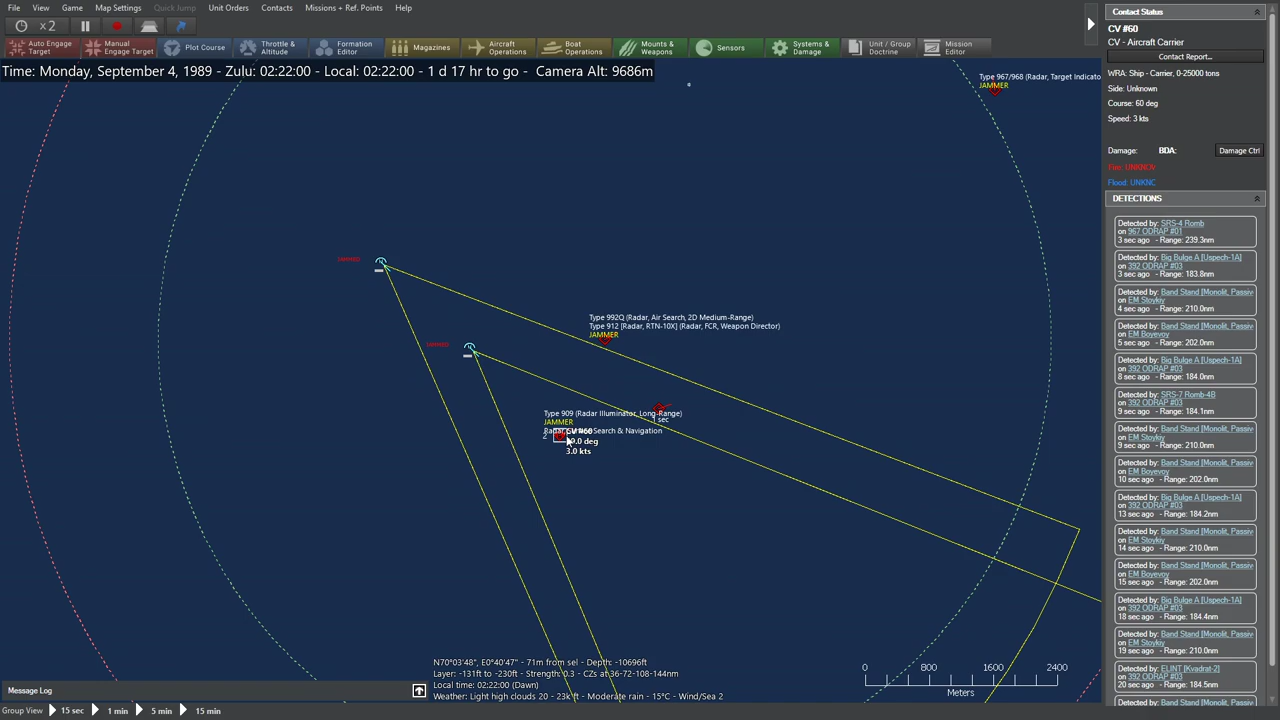 File View Game Map Settings Quick Jump Unit Orders Contacts Missions + Ref. Points Help
×2
Auto Engage Target
Manual Engage Target
Plot Course
Throttle & Altitude
Formation Editor
Magazines
Aircraft Operations
Boat Operations
Mounts & Weapons
Sensors
Systems & Damage
Unit / Group Doctrine
Mission Editor
Time: Monday, September 4, 1989 - Zulu: 02:22:00 - Local: 02:22:00 - 1 d 17 hr to go - Camera Alt: 9686m
Type 967/968 (Radar, Target Indicato
JAMMER
JAMMED
Type 992Q (Radar, Air Search, 2D Medium-Range)
Type 912 [Radar, RTN-10X] (Radar, FCR, Weapon Director)
JAMMER
JAMMED
Type 909 (Radar Illuminator, Long-Range)
1 sec
JAMMER
CV #60
Search & Navigation
2
0 deg
3.0 kts
N70°03'48", E0°40'47" - 71m from sel - Depth: -10696ft
Layer: -131ft to -230ft - Strength: 0.3 - CZs at 36-72-108-144nm
Local time: 02:22:00 (Dawn)
Weather: Light high clouds 20 - 23k ft - Moderate rain - 15°C - Wind/Sea 2
0 800 1600 2400
Meters
Message Log
Group View 15 sec 1 min 5 min 15 min
Contact Status
CV #60
CV - Aircraft Carrier
Contact Report...
WRA: Ship - Carrier, 0-25000 tons
Side: Unknown
Course: 60 deg
Speed: 3 kts
Damage: BDA: Damage Ctrl
Flood: UNKNC
DETECTIONS
Detected by: SRS-4 Romb
on 967 ODRAP #01
3 sec ago - Range: 239.3nm
Detected by: Big Bulge A [Uspech-1A]
on 392 ODRAP #03
3 sec ago - Range: 183.8nm
Detected by: Band Stand [Monolit, Passiv
on EM Stoykiy
4 sec ago - Range: 210.0nm
Detected by: Band Stand [Monolit, Passiv
on EM Boyevoy
5 sec ago - Range: 202.0nm
Detected by: Big Bulge A [Uspech-1A]
on 392 ODRAP #03
8 sec ago - Range: 184.0nm
Detected by: SRS-7 Romb-4B
on 392 ODRAP #03
9 sec ago - Range: 184.1nm
Detected by: Band Stand [Monolit, Passiv
on EM Stoykiy
9 sec ago - Range: 210.0nm
Detected by: Band Stand [Monolit, Passiv
on EM Boyevoy
10 sec ago - Range: 202.0nm
Detected by: Big Bulge A [Uspech-1A]
on 392 ODRAP #03
13 sec ago - Range: 184.2nm
Detected by: Band Stand [Monolit, Passiv
on EM Stoykiy
14 sec ago - Range: 210.0nm
Detected by: Band Stand [Monolit, Passiv
on EM Boyevoy
15 sec ago - Range: 202.0nm
Detected by: Big Bulge A [Uspech-1A]
on 392 ODRAP #03
18 sec ago - Range: 184.4nm
Detected by: Band Stand [Monolit, Passiv
on EM Stoykiy
19 sec ago - Range: 210.0nm
Detected by: ELINT [Kvadrat-2]
on 392 ODRAP #03
20 sec ago - Range: 184.5nm
Detected by: Band Stand [Monolit, Passiv